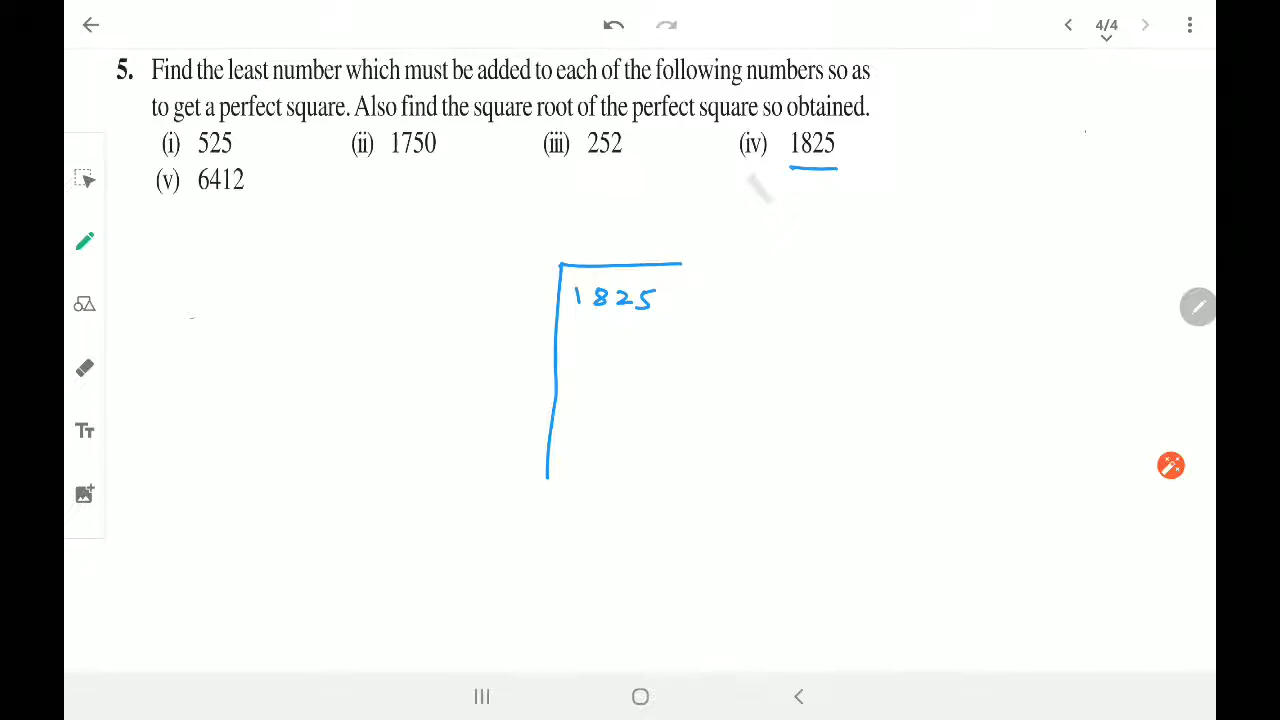 4/4
5. Find the least number which must be added to each of the following numbers so as
to get a perfect square. Also find the square root of the perfect square so obtained.
(i) 525 (ii) 1750 (iii) 252 (iv) 1825
(v) 6412
1825
TT